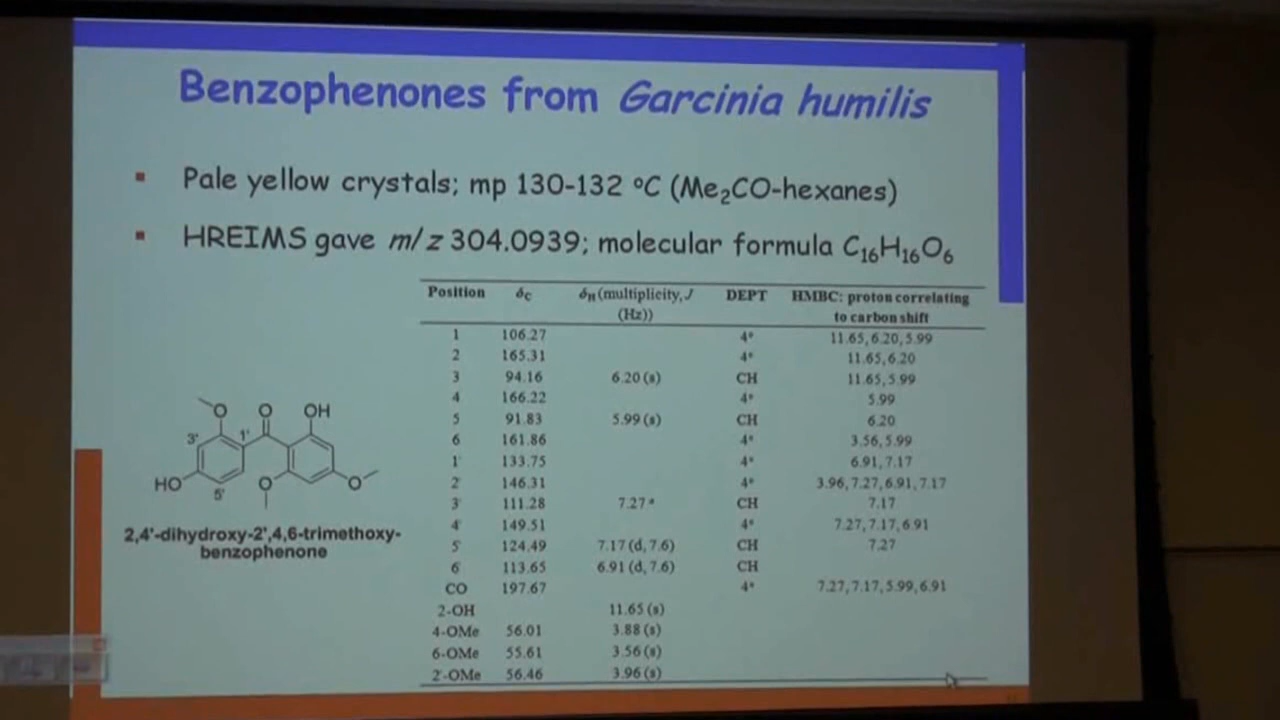 Benzophenones from Garcinia humilis
▪ Pale yellow crystals; mp 130-132 °C (Me₂CO-hexanes)
▪ HREIMS gave m/z 304.0939; molecular formula C₁₆H₁₆O₆
Position δC δH (multiplicity, J (Hz)) DEPT HMBC: proton correlating to carbon shift
1 106.27 4° 11.65, 6.20, 5.99
2 165.31 4° 11.65, 6.20
3 94.16 6.20 (s) CH 11.65, 5.99
4 166.22 4° 5.99
5 91.83 5.99 (s) CH 6.20
6 161.86 4° 3.56, 5.99
1' 133.75 4° 6.91, 7.17
2' 146.31 4° 3.96, 7.27, 6.91, 7.17
3' 111.28 7.27 * CH 7.17
4' 149.51 4° 7.27, 7.17, 6.91
5' 124.49 7.17 (d, 7.6) CH 7.27
6' 113.65 6.91 (d, 7.6) CH
CO 197.67 4° 7.27, 7.17, 5.99, 6.91
2-OH 11.65 (s)
4-OMe 56.01 3.88 (s)
6-OMe 55.61 3.56 (s)
2'-OMe 56.46 3.96 (s)
O O OH
3' 1'
HO 5' O O
2,4'-dihydroxy-2',4,6-trimethoxy-
benzophenone